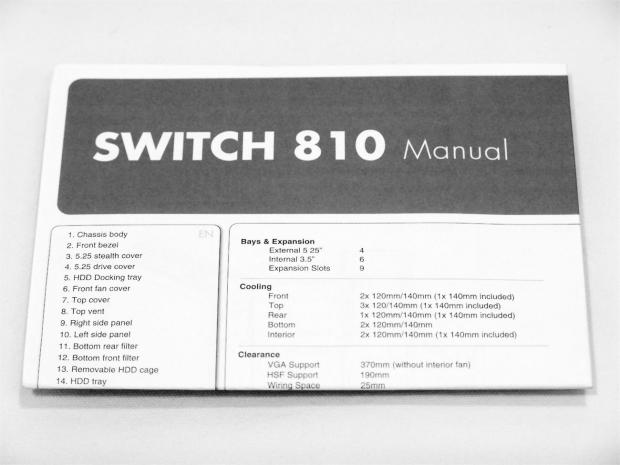 SWITCH 810 Manual
EN
1. Chassis body
2. Front bezel
3. 5.25 stealth cover
4. 5.25 drive cover
5. HDD Docking tray
6. Front fan cover
7. Top cover
8. Top vent
9. Right side panel
10. Left side panel
11. Bottom rear filter
12. Bottom front filter
13. Removable HDD cage
14. HDD tray
Bays & Expansion
External 5 25" 4
Internal 3.5" 6
Expansion Slots 9
Cooling
Front 2x 120mm/140mm (1x 140mm included)
Top 3x 120/140mm (1x 140mm included)
Rear 1x 120mm/140mm (1x 140mm included)
Bottom 2x 120mm/140mm
Interior 2x 120mm/140mm (1x 140mm included)
Clearance
VGA Support 370mm (without interior fan)
HSF Support 190mm
Wiring Space 25mm